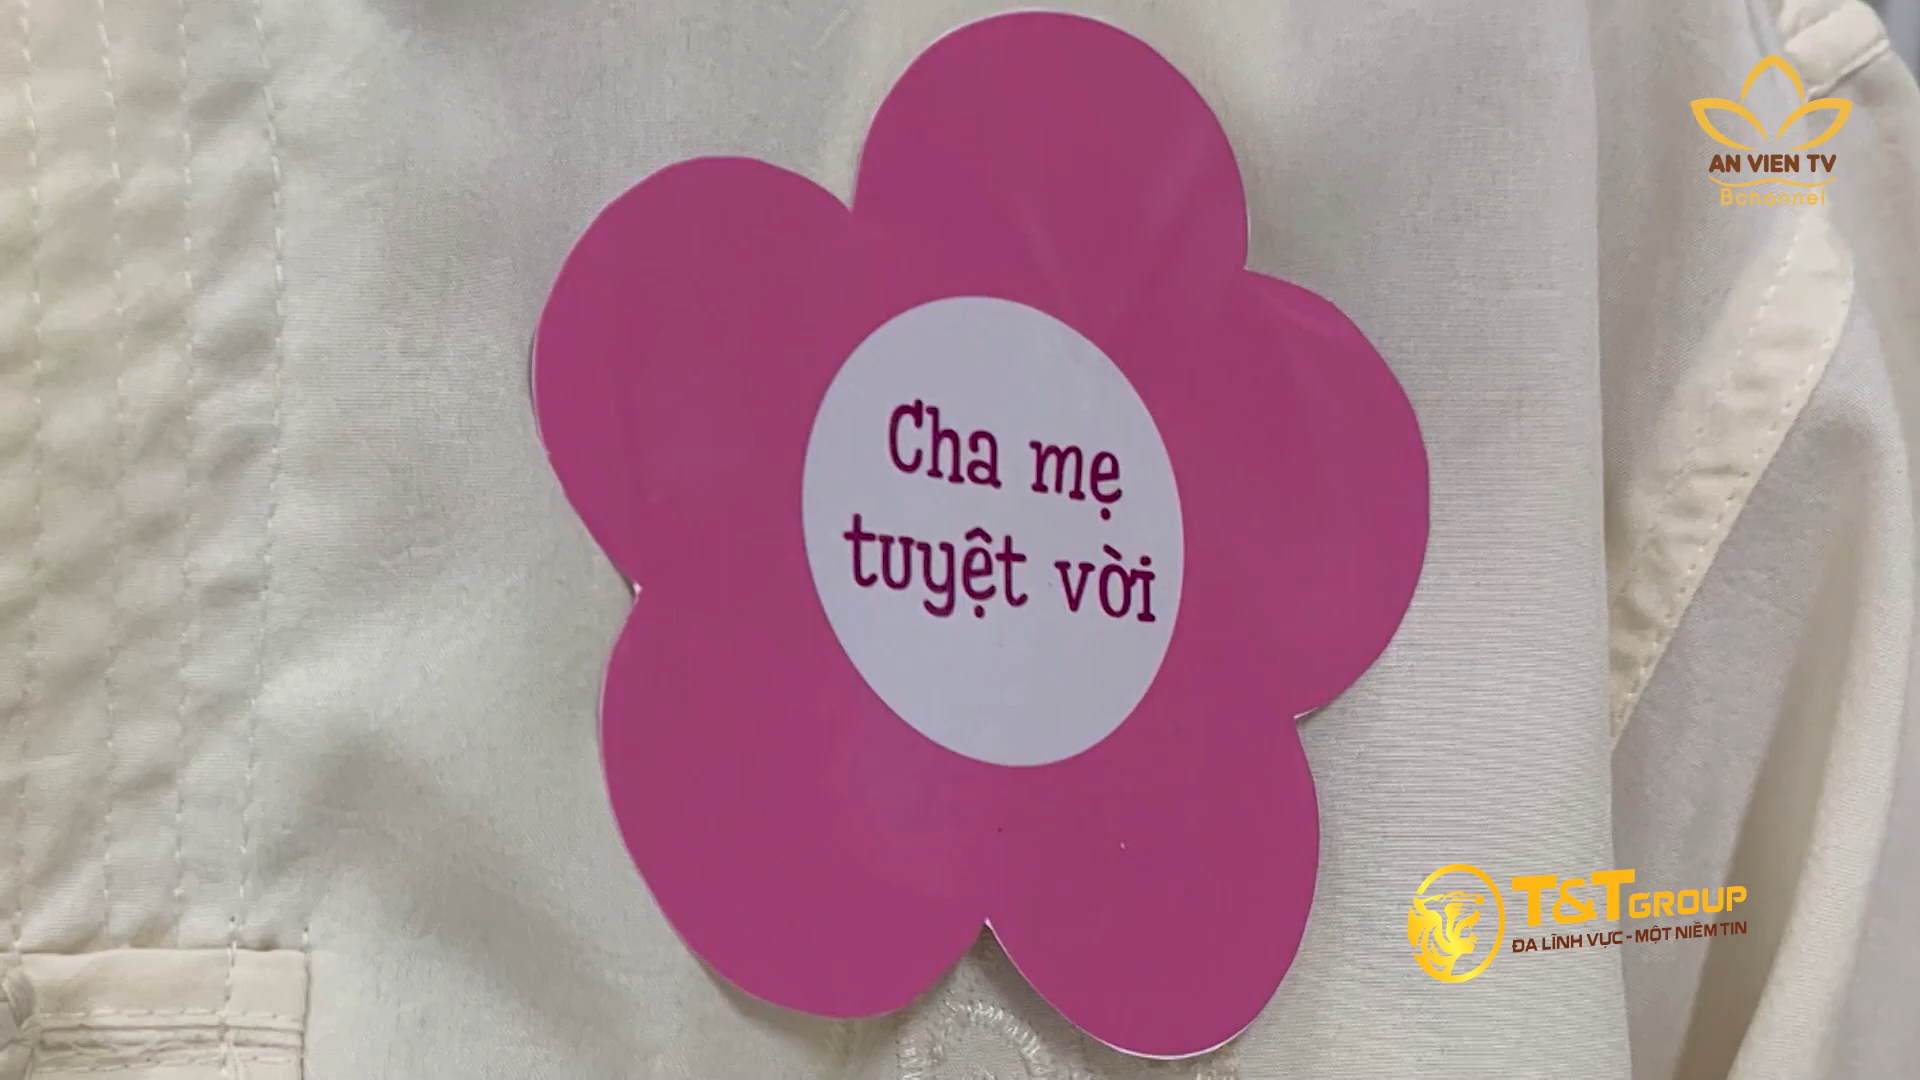 AN VIEN TV
Bchannel
Cha mẹ
tuyệt vời
T&T GROUP
ĐA LĨNH VỰC - MỘT NIỀM TIN